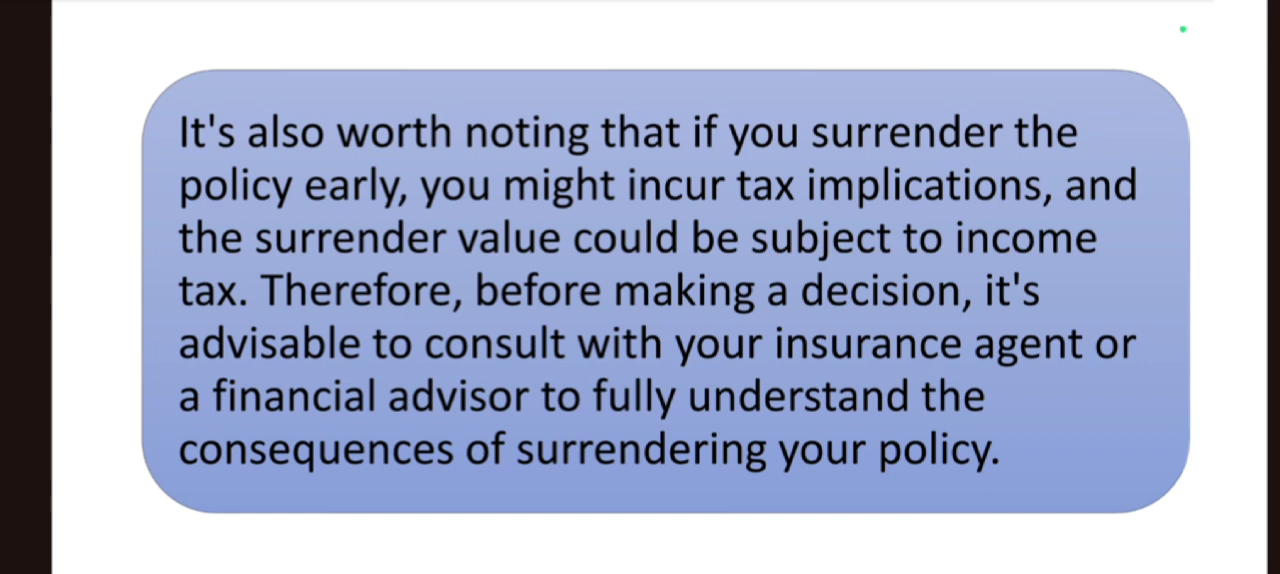 It's also worth noting that if you surrender the
policy early, you might incur tax implications, and
the surrender value could be subject to income
tax. Therefore, before making a decision, it's
advisable to consult with your insurance agent or
a financial advisor to fully understand the
consequences of surrendering your policy.